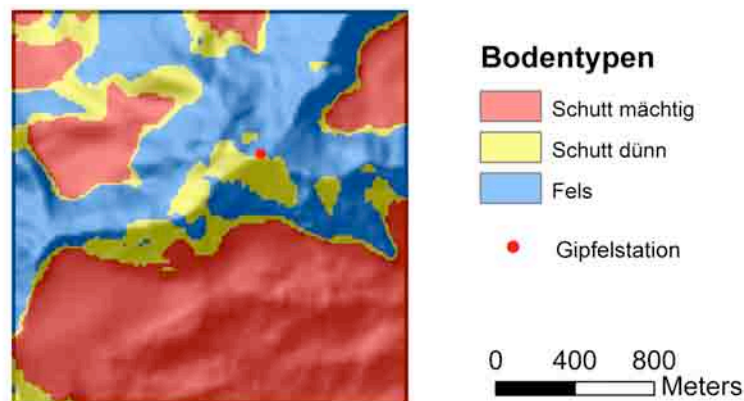 Bodentypen
Schutt mächtig
Schutt dünn
Fels
Gipfelstation
0 400 800
Meters